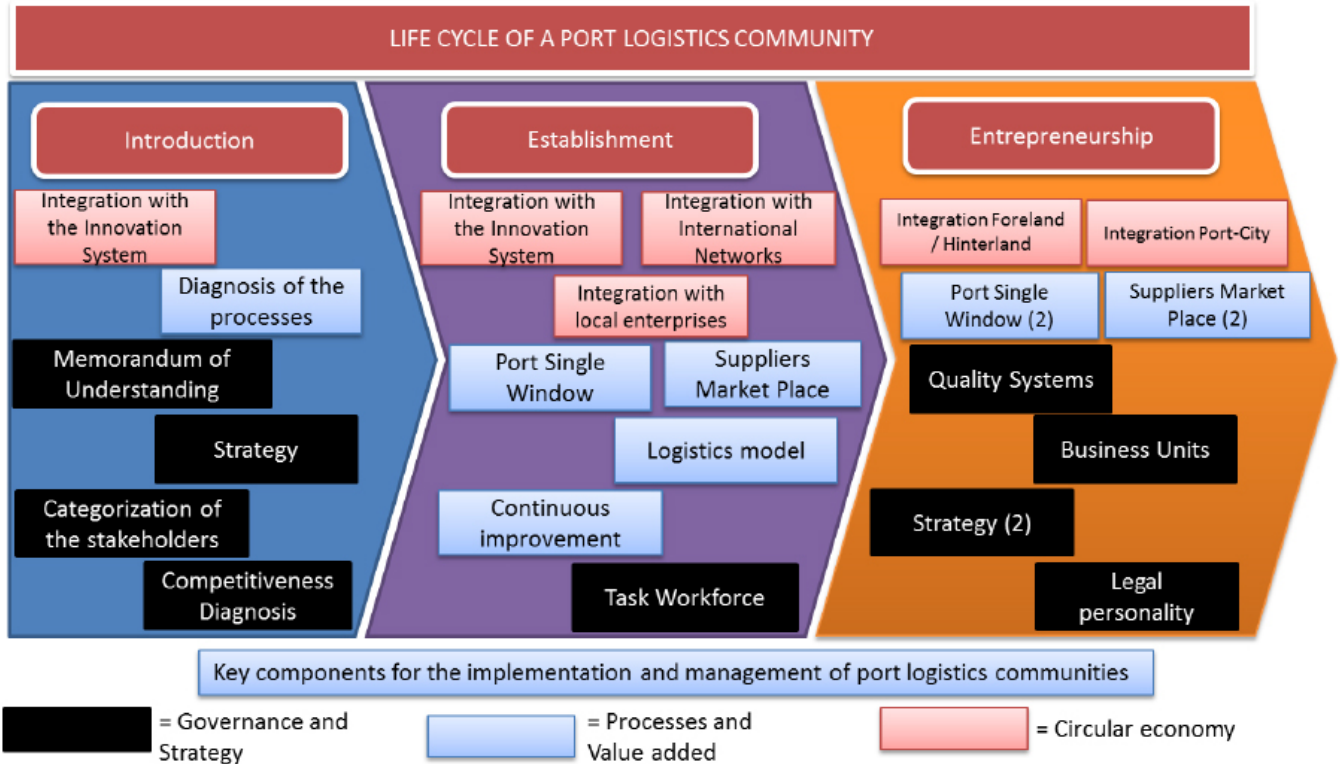 LIFE CYCLE OF A PORT LOGISTICS COMMUNITY
Introduction
Integration with
the Innovation
System
Diagnosis of the
processes
Memorandum of
Understanding
Strategy
Categorization of
the stakeholders
Competitiveness
Diagnosis
Establishment
Integration with
the Innovation
System
Integration with
International
Networks
Integration with
local enterprises
Port Single
Window
Suppliers
Market Place
Logistics model
Continuous
improvement
Task Workforce
Entrepreneurship
Integration Foreland
/ Hinterland
Integration Port-City
Port Single
Window (2)
Suppliers Market
Place (2)
Quality Systems
Business Units
Strategy (2)
Legal
personality
Key components for the implementation and management of port logistics communities
= Governance and
Strategy
= Processes and
Value added
= Circular economy